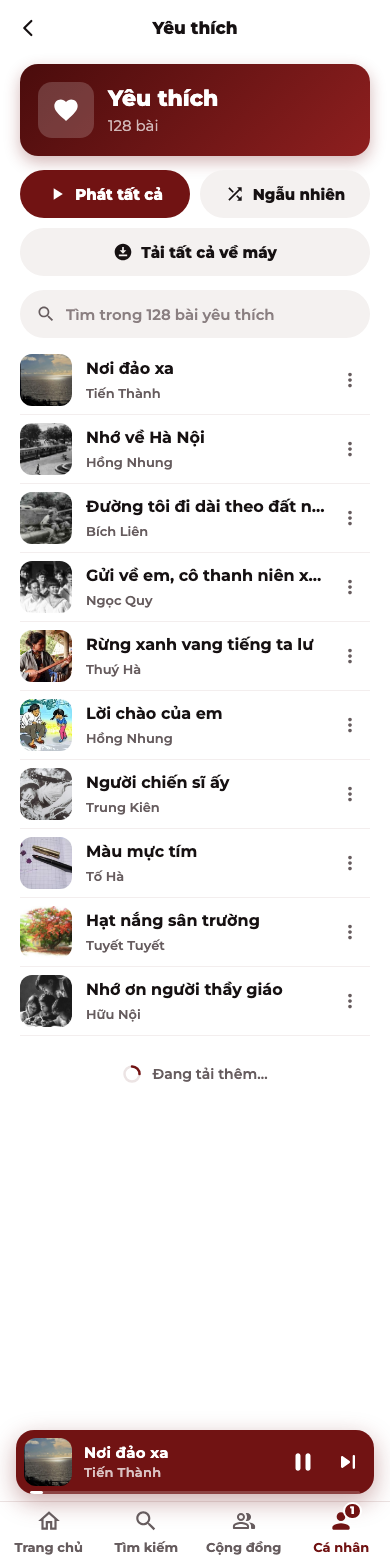 Yêu thích
Yêu thích
128 bài
Phát tất cả
Ngẫu nhiên
Tải tất cả về máy
Tìm trong 128 bài yêu thích
Nơi đảo xa
Tiến Thành
Nhớ về Hà Nội
Hồng Nhung
Đường tôi đi dài theo đất n...
Bích Liên
Gửi về em, cô thanh niên x...
Ngọc Quy
Rừng xanh vang tiếng ta lư
Thuý Hà
Lời chào của em
Hồng Nhung
Người chiến sĩ ấy
Trung Kiên
Màu mực tím
Tố Hà
Hạt nắng sân trường
Tuyết Tuyết
Nhớ ơn người thầy giáo
Hữu Nội
Đang tải thêm...
Nơi đảo xa
Tiến Thành
1
Trang chủ
Tìm kiếm
Cộng đồng
Cá nhân